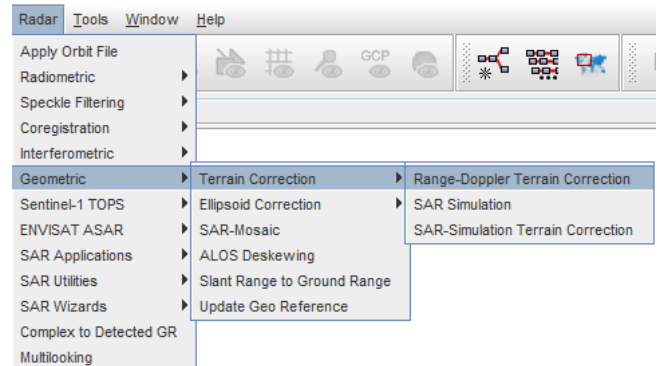 Radar Tools Window Help
Apply Orbit File
Radiometric
Speckle Filtering
Coregistration
Interferometric
Geometric
Sentinel-1 TOPS
ENVISAT ASAR
SAR Applications
SAR Utilities
SAR Wizards
Complex to Detected GR
Multilooking
GCP
Terrain Correction
Ellipsoid Correction
SAR-Mosaic
ALOS Deskewing
Slant Range to Ground Range
Update Geo Reference
Range-Doppler Terrain Correction
SAR Simulation
SAR-Simulation Terrain Correction